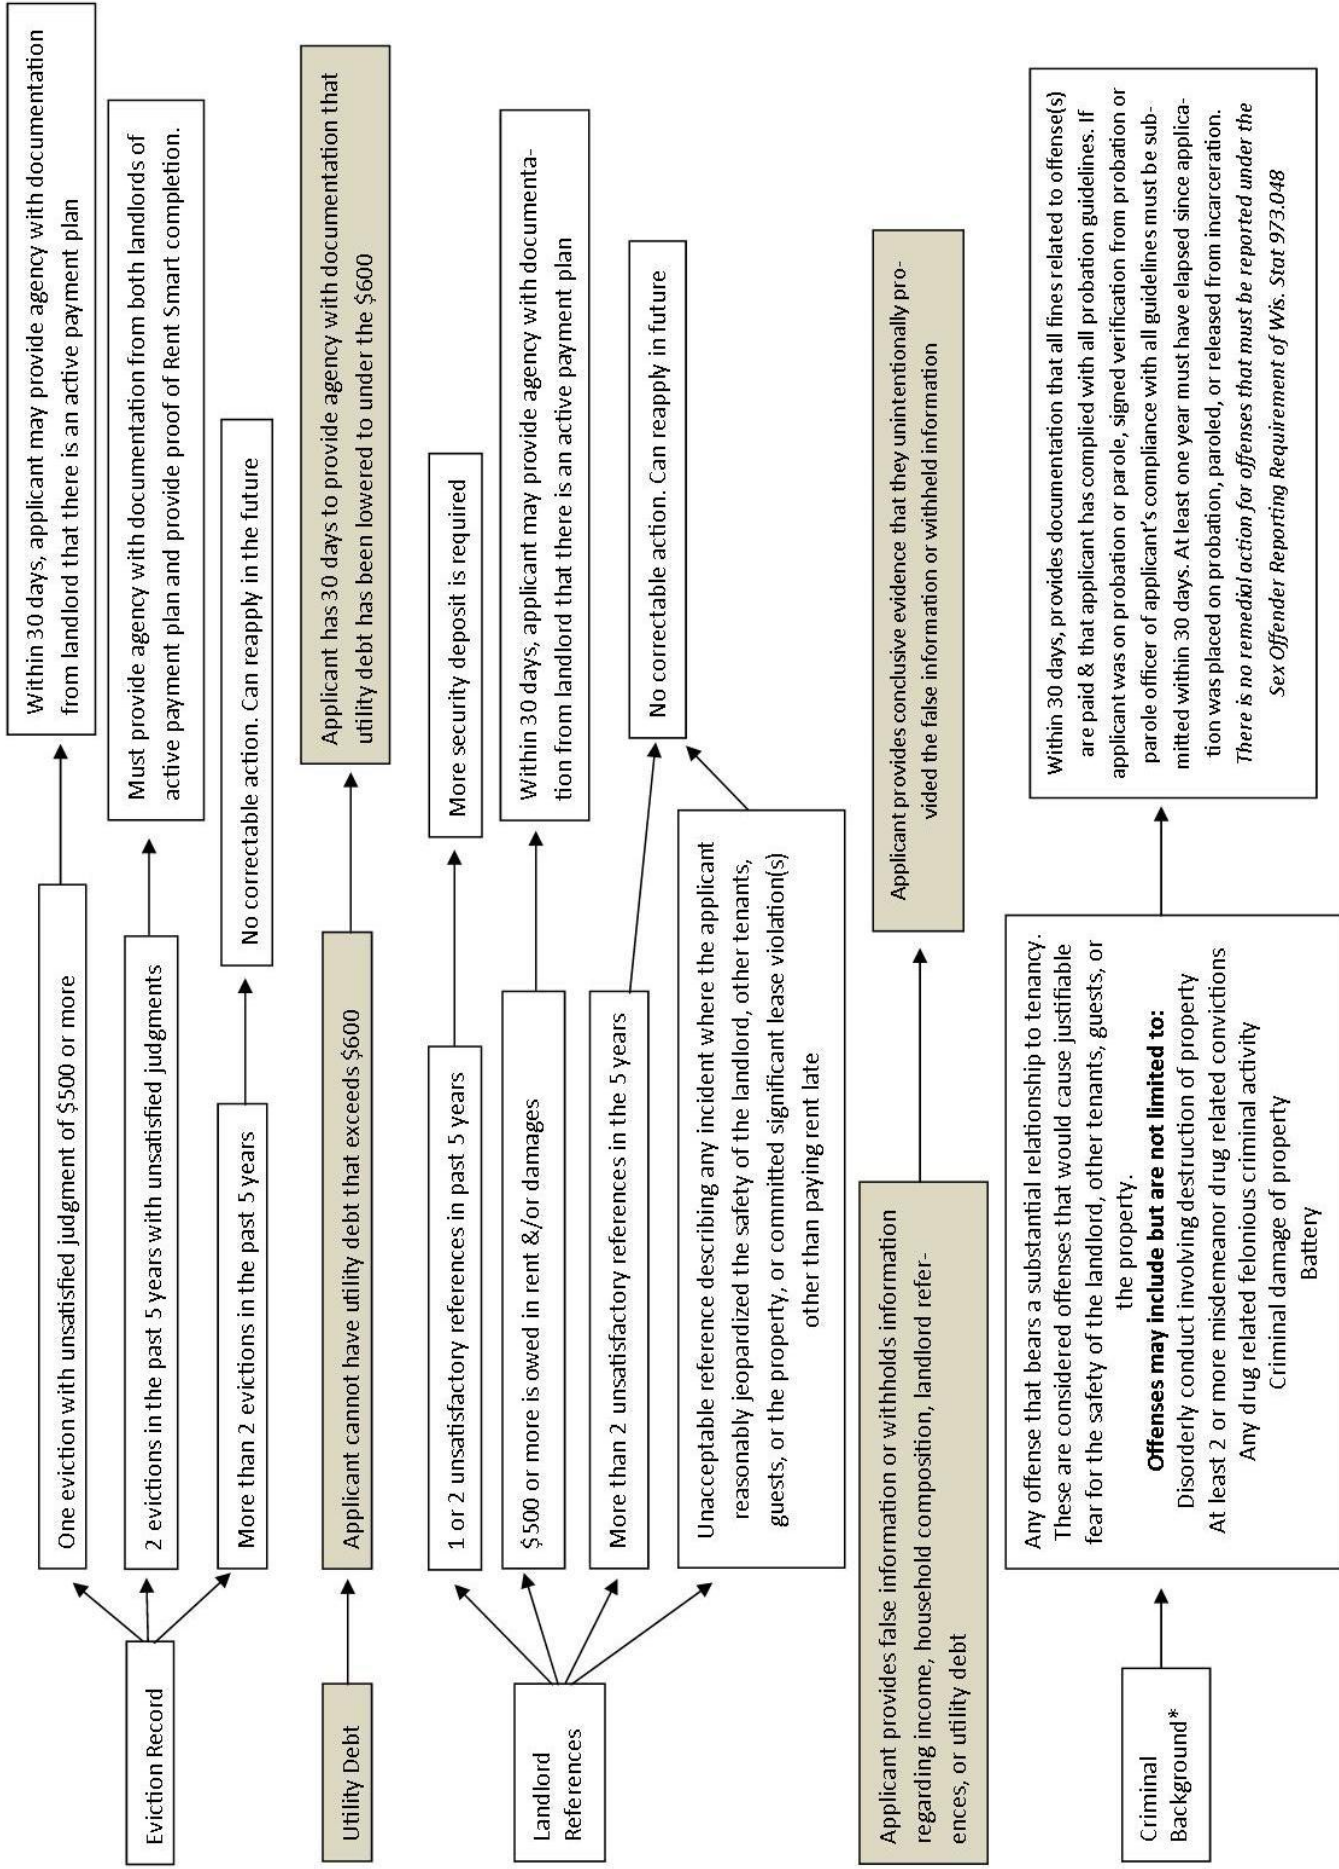 Eviction Record
One eviction with unsatisfied judgment of $500 or more
Within 30 days, applicant may provide agency with documentation
from landlord that there is an active payment plan
2 evictions in the past 5 years with unsatisfied judgments
Must provide agency with documentation from both landlords of
active payment plan and provide proof of Rent Smart completion.
More than 2 evictions in the past 5 years
No correctable action. Can reapply in the future
Utility Debt
Applicant cannot have utility debt that exceeds $600
Applicant has 30 days to provide agency with documentation that
utility debt has been lowered to under the $600
Landlord
References
1 or 2 unsatisfactory references in past 5 years
More security deposit is required
$500 or more is owed in rent &/or damages
Within 30 days, applicant may provide agency with documenta-
tion from landlord that there is an active payment plan
More than 2 unsatisfactory references in the 5 years
Unacceptable reference describing any incident where the applicant
reasonably jeopardized the safety of the landlord, other tenants,
guests, or the property, or committed significant lease violation(s)
other than paying rent late
No correctable action. Can reapply in future
Applicant provides false information or withholds information
regarding income, household composition, landlord refer-
ences, or utility debt
Applicant provides conclusive evidence that they unintentionally pro-
vided the false information or withheld information
Criminal
Background*
Any offense that bears a substantial relationship to tenancy.
These are considered offenses that would cause justifiable
fear for the safety of the landlord, other tenants, guests, or
the property.
Offenses may include but are not limited to:
Disorderly conduct involving destruction of property
At least 2 or more misdemeanor drug related convictions
Any drug related felonious criminal activity
Criminal damage of property
Battery
Within 30 days, provides documentation that all fines related to offense(s)
are paid & that applicant has complied with all probation guidelines. If
applicant was on probation or parole, signed verification from probation or
parole officer of applicant's compliance with all guidelines must be sub-
mitted within 30 days. At least one year must have elapsed since applica-
tion was placed on probation, paroled, or released from incarceration.
There is no remedial action for offenses that must be reported under the
Sex Offender Reporting Requirement of Wis. Stat 973.048